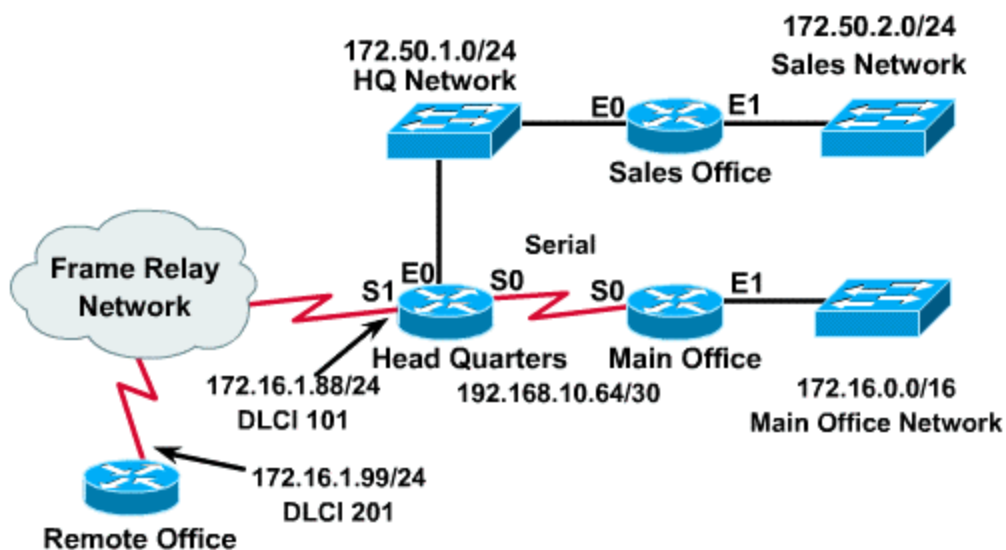 172.50.2.0/24
Sales Network
172.50.1.0/24
HQ Network
E0
E1
Sales Office
Serial
Frame Relay
Network
S1
E0
S0
S0
E1
Head Quarters
Main Office
172.16.1.88/24
DLCI 101
192.168.10.64/30
172.16.0.0/16
Main Office Network
172.16.1.99/24
DLCI 201
Remote Office